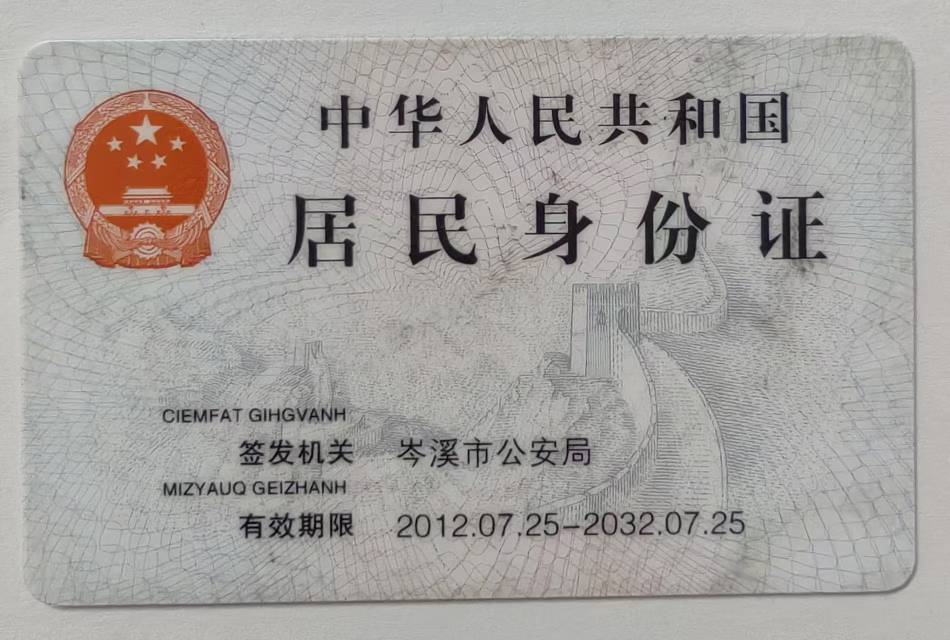 中华人民共和国
居民身份证
CIEMFAT GIHGVANH
签发机关 岑溪市公安局
MIZYAUQ GEIZHANH
有效期限 2012.07.25-2032.07.25